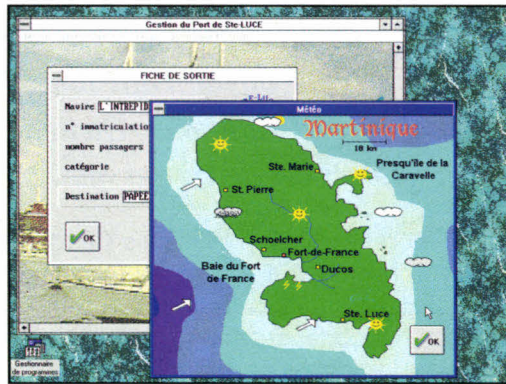 Gestion du Port de Ste-LUCE
FICHE DE SORTIE
Navire L'INTREPID
n° immatriculation
nombre passagers
catégorie
Destination PAPEE
OK
Météo
Martinique
10 km
Ste. Marie
Presqu'île de la
Caravelle
St. Pierre
Schoelcher
Fort-de-France
Baie du Fort
de France
Ducos
Ste. Luce
OK
Gestionnaire
de programmes